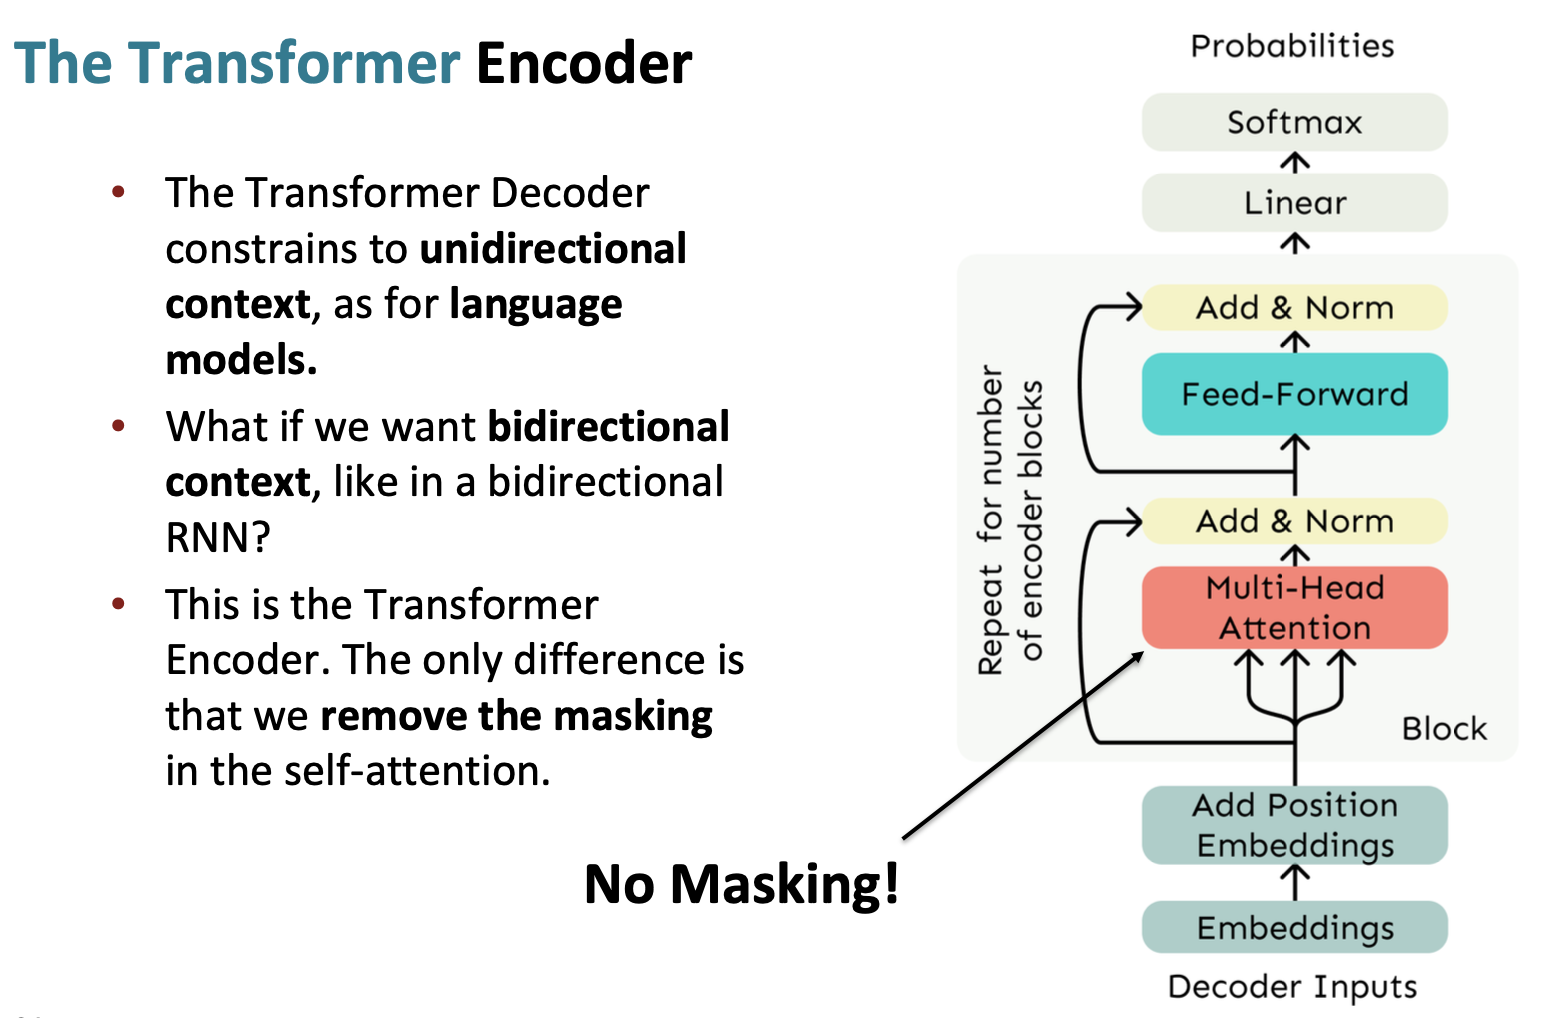 The Transformer Encoder
• The Transformer Decoder
constrains to unidirectional
context, as for language
models.
• What if we want bidirectional
context, like in a bidirectional
RNN?
• This is the Transformer
Encoder. The only difference is
that we remove the masking
in the self-attention.
No Masking!
Probabilities
Softmax
Linear
Add & Norm
Feed-Forward
Add & Norm
Multi-Head
Attention
Repeat for number
of encoder blocks
Block
Add Position
Embeddings
Embeddings
Decoder Inputs